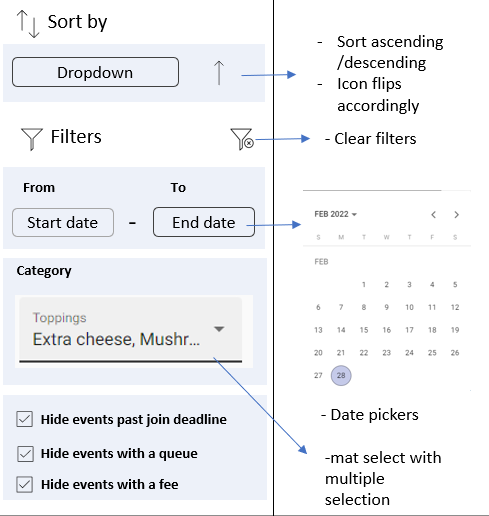 Sort by
Dropdown
- Sort ascending
/descending
- Icon flips
accordingly
Filters
- Clear filters
From To
Start date - End date
FEB 2022
S M T W T F S
FEB
1 2 3 4 5
6 7 8 9 10 11 12
13 14 15 16 17 18 19
20 21 22 23 24 25 26
27 28
- Date pickers
Category
Toppings
Extra cheese, Mushr...
-mat select with
multiple
selection
Hide events past join deadline
Hide events with a queue
Hide events with a fee